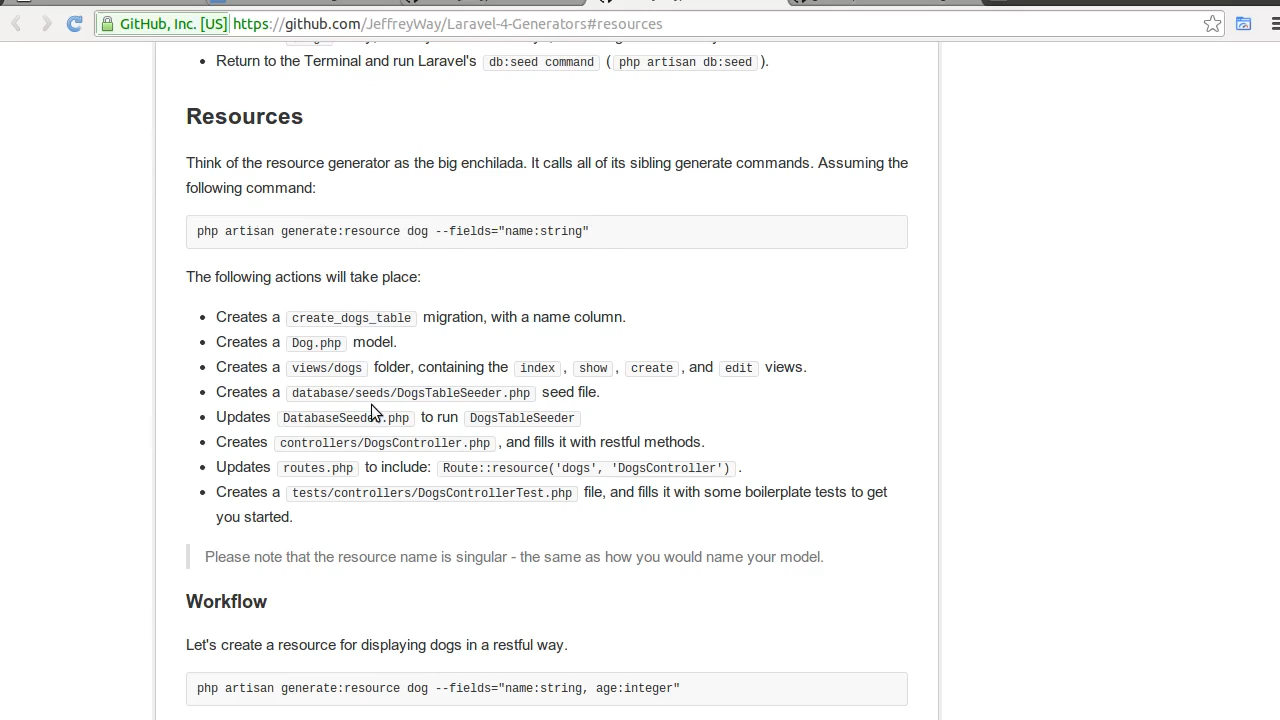 GitHub, Inc. [US] https://github.com/JeffreyWay/Laravel-4-Generators#resources
• Return to the Terminal and run Laravel's db:seed command ( php artisan db:seed ).
Resources
Think of the resource generator as the big enchilada. It calls all of its sibling generate commands. Assuming the
following command:
php artisan generate:resource dog --fields="name:string"
The following actions will take place:
• Creates a create_dogs_table migration, with a name column.
• Creates a Dog.php model.
• Creates a views/dogs folder, containing the index , show , create , and edit views.
• Creates a database/seeds/DogsTableSeeder.php seed file.
• Updates DatabaseSeeder.php to run DogsTableSeeder
• Creates controllers/DogsController.php , and fills it with restful methods.
• Updates routes.php to include: Route::resource('dogs', 'DogsController') .
• Creates a tests/controllers/DogsControllerTest.php file, and fills it with some boilerplate tests to get
you started.
Please note that the resource name is singular - the same as how you would name your model.
Workflow
Let's create a resource for displaying dogs in a restful way.
php artisan generate:resource dog --fields="name:string, age:integer"